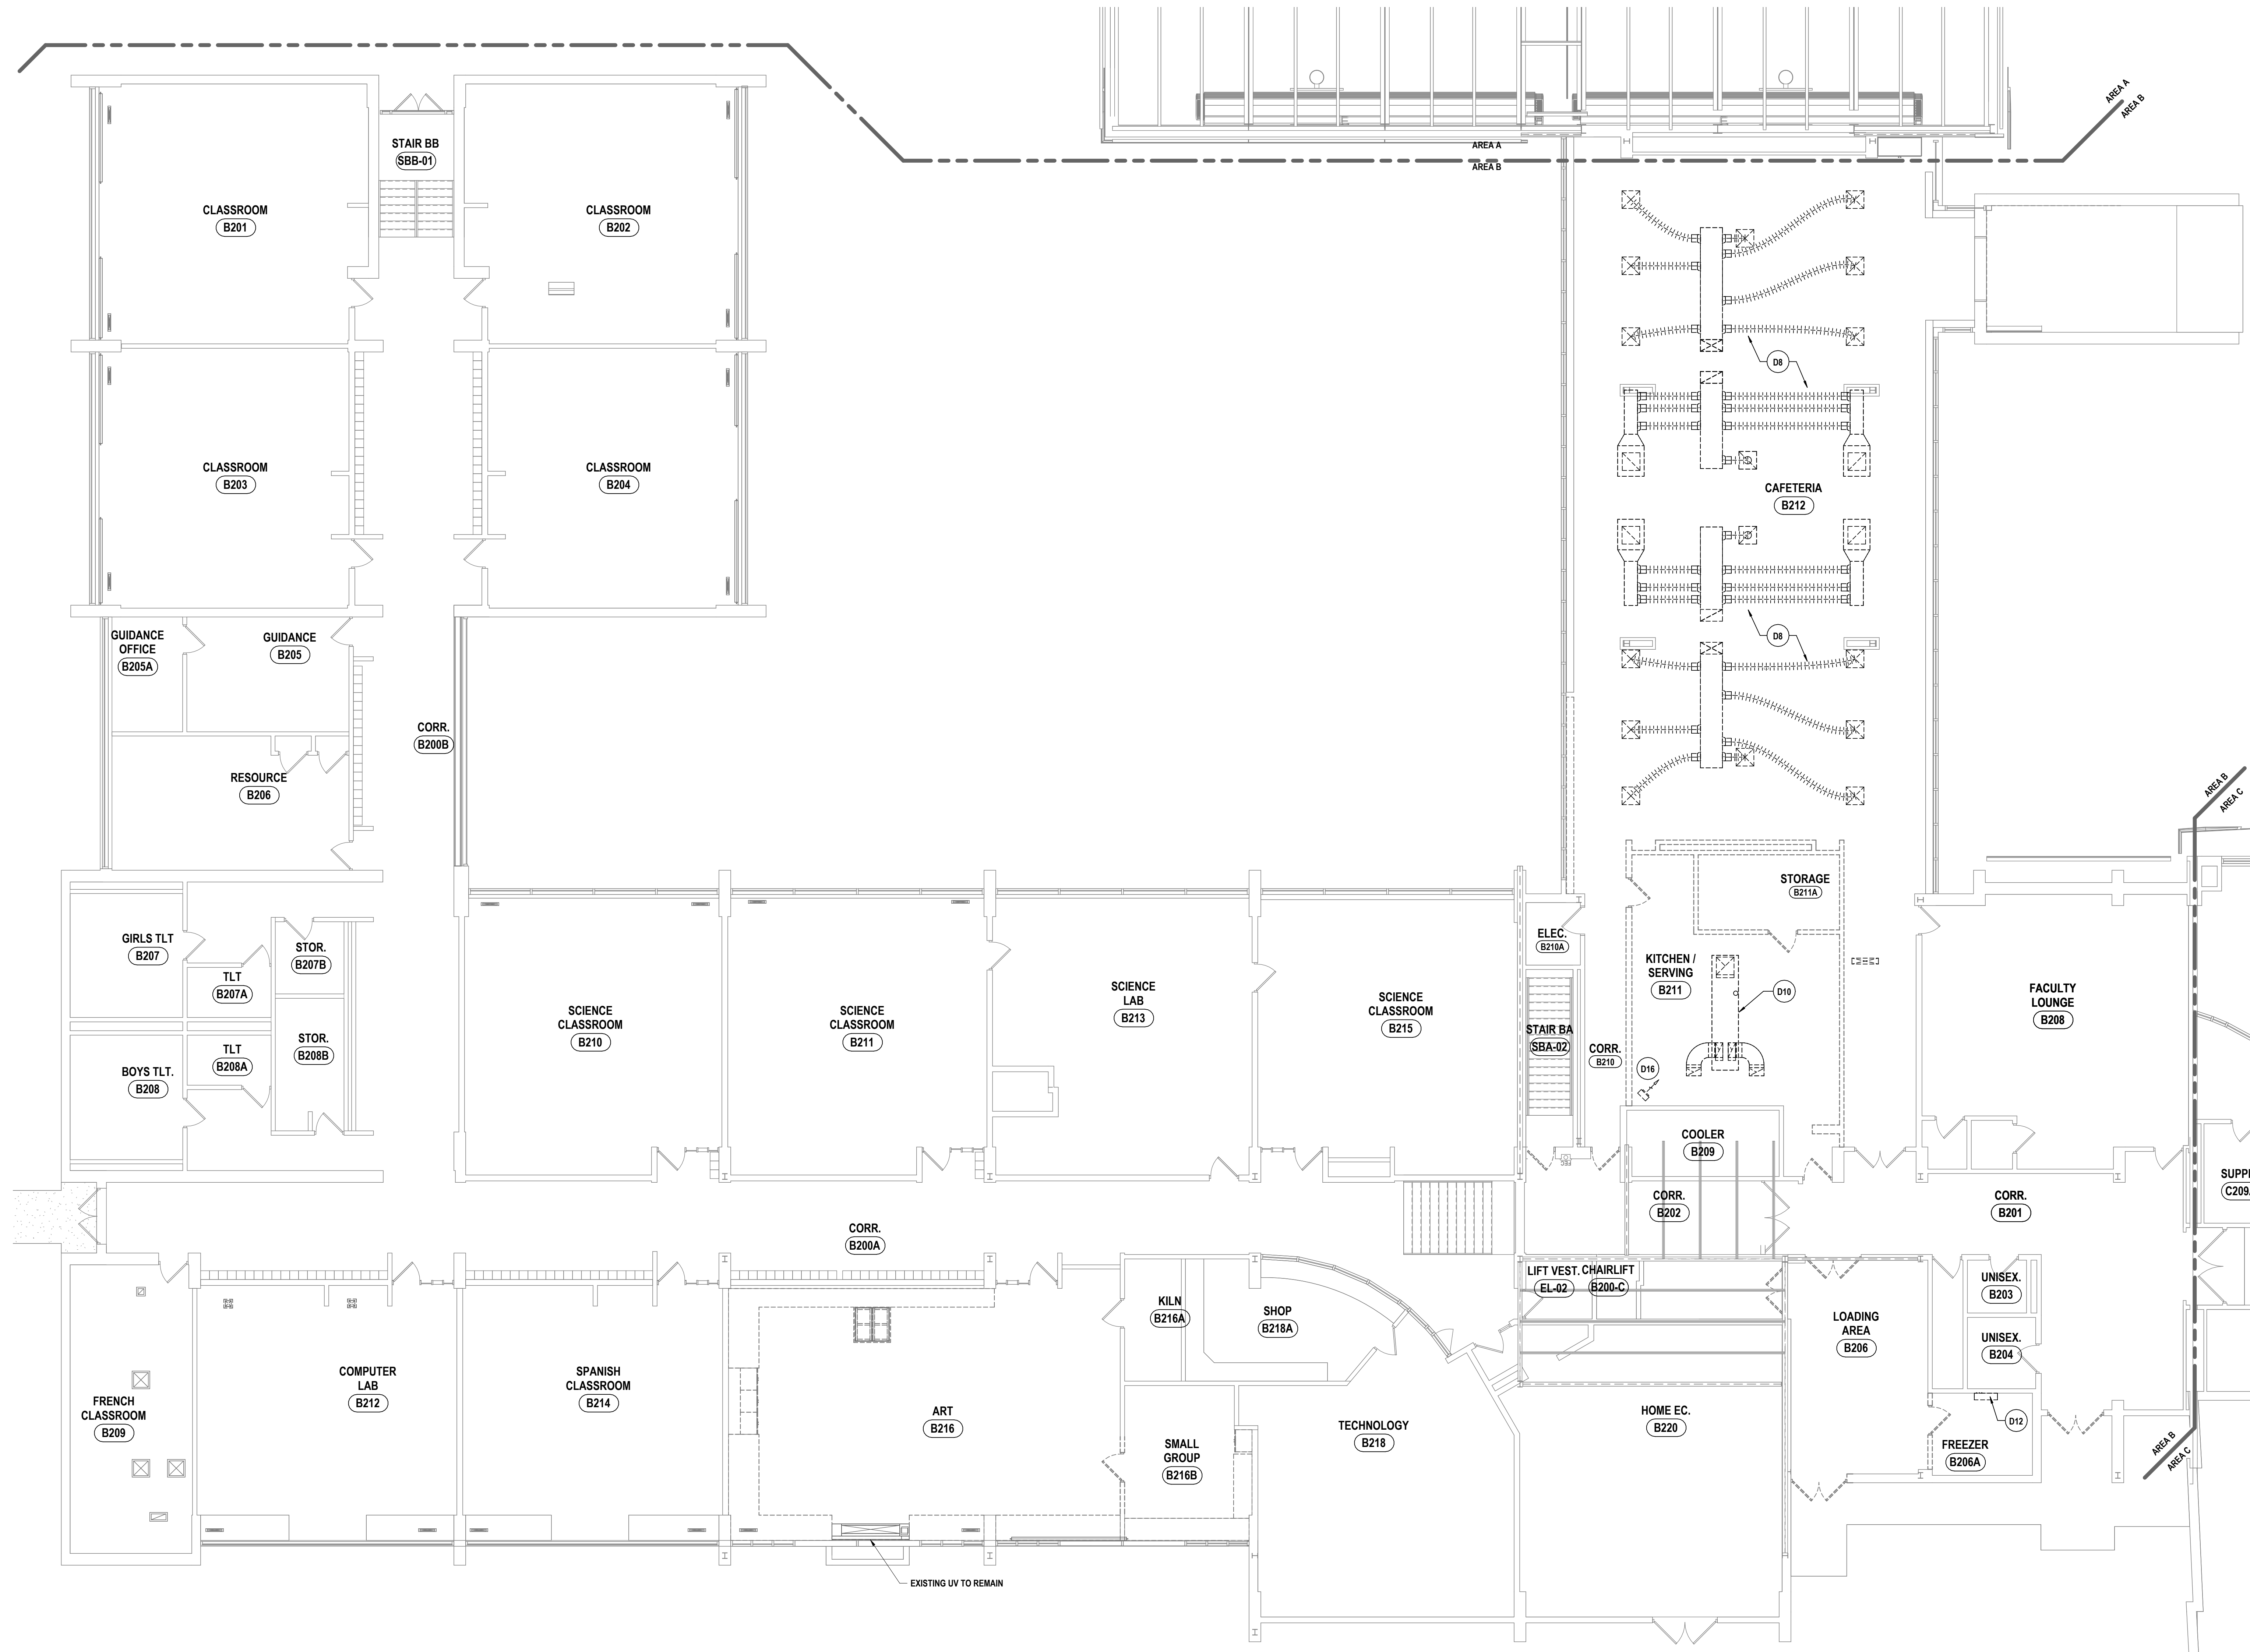 AREA A
AREA B
AREA A
AREA B
STAIR BB
SBB-01
CLASSROOM
B201
CLASSROOM
B202
D8
CLASSROOM
B203
CLASSROOM
B204
CAFETERIA
B212
D8
GUIDANCE
OFFICE
B205A
GUIDANCE
B205
CORR.
B200B
RESOURCE
B206
AREA B
AREA C
STORAGE
B211A
GIRLS TLT
B207
STOR.
B207B
TLT
B207A
ELEC.
B210A
KITCHEN /
SERVING
B211
D10
SCIENCE
LAB
B213
SCIENCE
CLASSROOM
B215
FACULTY
LOUNGE
B208
SCIENCE
CLASSROOM
B210
SCIENCE
CLASSROOM
B211
STAIR BA
SBA-02
CORR.
B210
D16
STOR.
B208B
TLT
B208A
BOYS TLT.
B208
COOLER
B209
FEC
CORR.
B202
CORR.
B201
SUPPL
C209A
CORR.
B200A
LIFT VEST.
EL-02
CHAIRLIFT
B200-C
UNISEX.
B203
KILN
B216A
SHOP
B218A
LOADING
AREA
B206
UNISEX.
B204
COMPUTER
LAB
B212
SPANISH
CLASSROOM
B214
FRENCH
CLASSROOM
B209
ART
B216
TECHNOLOGY
B218
HOME EC.
B220
D12
SMALL
GROUP
B216B
FREEZER
B206A
AREA B
AREA C
EXISTING UV TO REMAIN